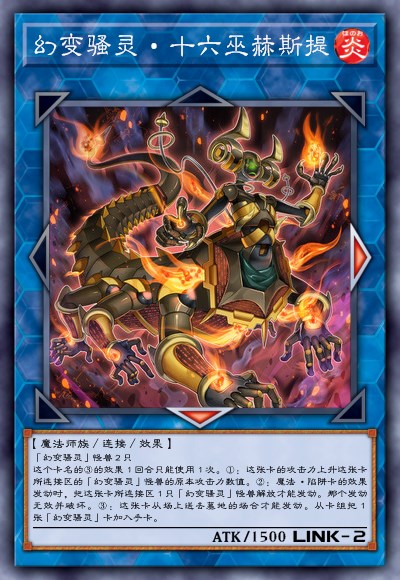 幻变骚灵·十六巫赫斯提
ほのお
炎
【魔法师族／连接／效果】
「幻变骚灵」怪兽２只
这个卡名的③的效果１回合只能使用１次。①：这张卡的攻击力上升这张卡
所连接区的「幻变骚灵」怪兽的原本攻击力数值。②：魔法·陷阱卡的效果
发动时，把这张卡所连接区１只「幻变骚灵」怪兽解放才能发动。那个发动
无效并破坏。③：这张卡从场上送去墓地的场合才能发动。从卡组把１
张「幻变骚灵」卡加入手卡。
ATK/1500 LINK-2